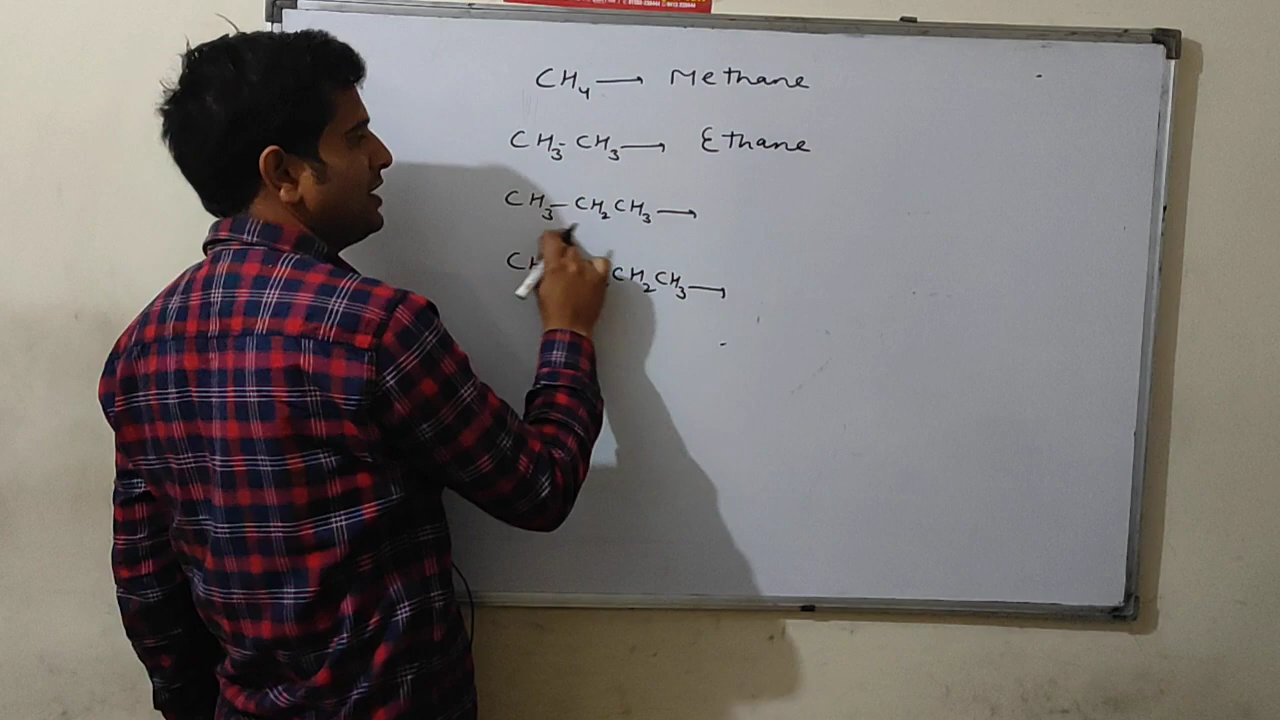 CH₄ → Methane
CH₃-CH₃ → Ethane
CH₃-CH₂CH₃ →
CH₂CH₃ →